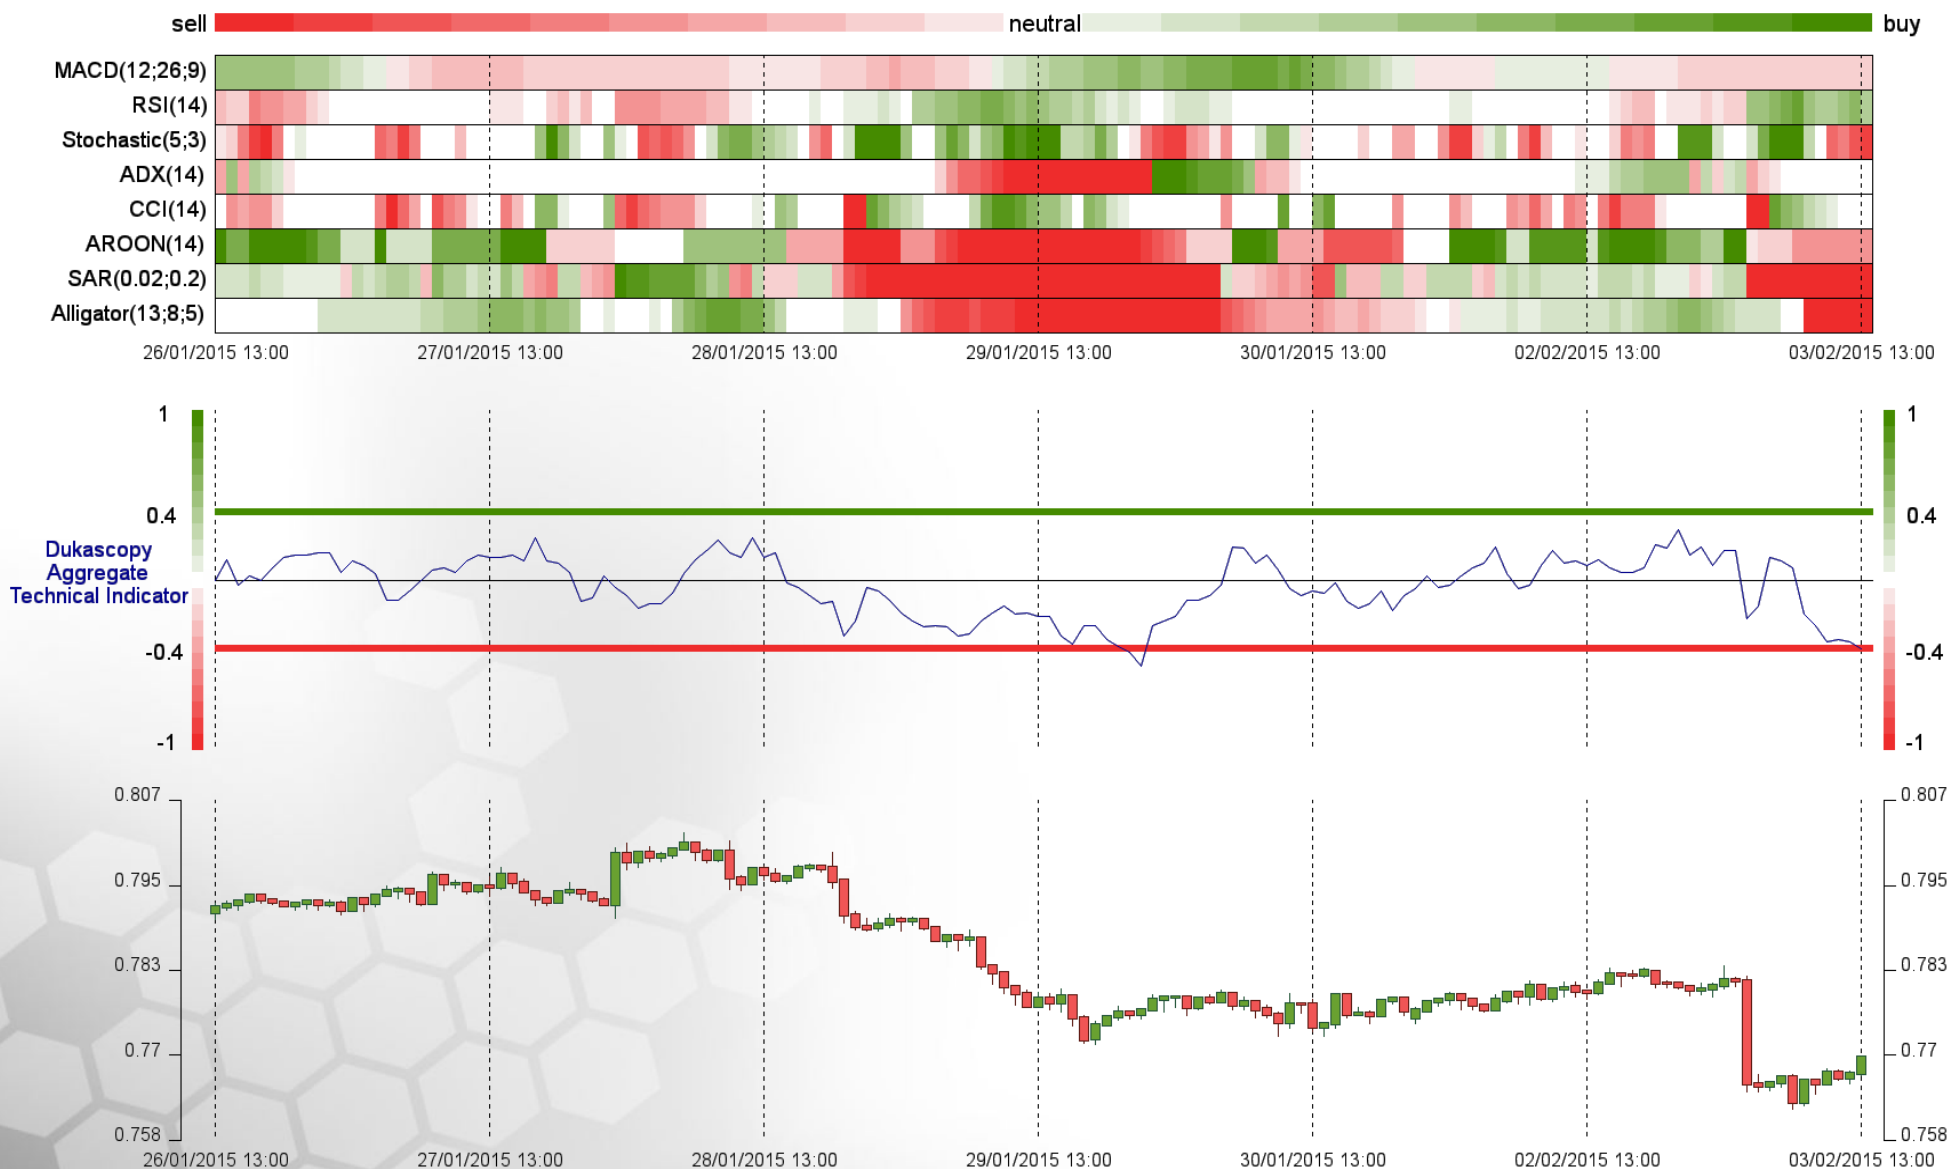 sell neutral buy
MACD(12;26;9)
RSI(14)
Stochastic(5;3)
ADX(14)
CCI(14)
AROON(14)
SAR(0.02;0.2)
Alligator(13;8;5)
26/01/2015 13:00 27/01/2015 13:00 28/01/2015 13:00 29/01/2015 13:00 30/01/2015 13:00 02/02/2015 13:00 03/02/2015 13:00
1 1
0.4 0.4
Dukascopy
Aggregate
Technical Indicator
-0.4 -0.4
-1 -1
0.807 0.807
0.795 0.795
0.783 0.783
0.77 0.77
0.758 0.758
26/01/2015 13:00 27/01/2015 13:00 28/01/2015 13:00 29/01/2015 13:00 30/01/2015 13:00 02/02/2015 13:00 03/02/2015 13:00